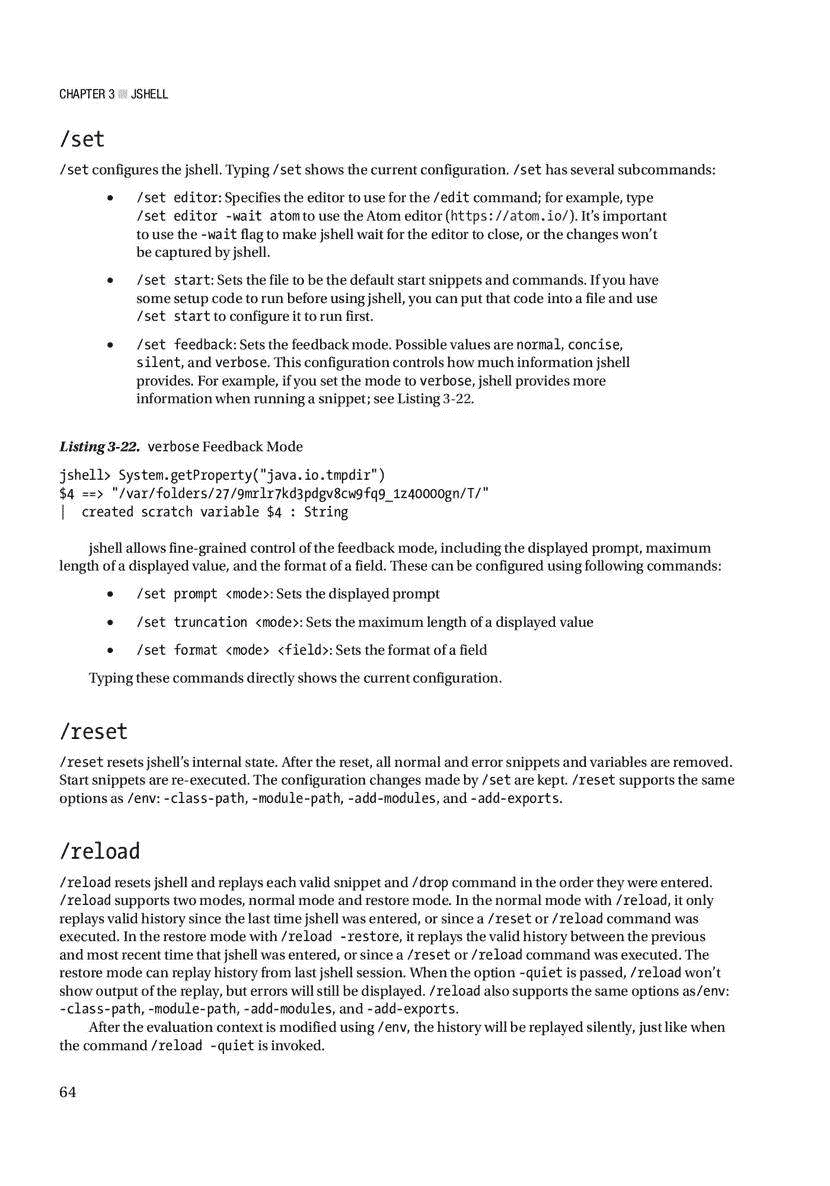 CHAPTER 3 ▒ JSHELL
/set
/set configures the jshell. Typing /set shows the current configuration. /set has several subcommands:
• /set editor: Specifies the editor to use for the /edit command; for example, type
/set editor -wait atom to use the Atom editor (https://atom.io/). It's important
to use the -wait flag to make jshell wait for the editor to close, or the changes won't
be captured by jshell.
• /set start: Sets the file to be the default start snippets and commands. If you have
some setup code to run before using jshell, you can put that code into a file and use
/set start to configure it to run first.
• /set feedback: Sets the feedback mode. Possible values are normal, concise,
silent, and verbose. This configuration controls how much information jshell
provides. For example, if you set the mode to verbose, jshell provides more
information when running a snippet; see Listing 3-22.
Listing 3-22. verbose Feedback Mode
jshell> System.getProperty("java.io.tmpdir")
$4 ==> "/var/folders/27/9mrlr7kd3pdgv8cw9fq9_1z40000gn/T/"
| created scratch variable $4 : String
jshell allows fine-grained control of the feedback mode, including the displayed prompt, maximum
length of a displayed value, and the format of a field. These can be configured using following commands:
• /set prompt <mode>: Sets the displayed prompt
• /set truncation <mode>: Sets the maximum length of a displayed value
• /set format <mode> <field>: Sets the format of a field
Typing these commands directly shows the current configuration.
/reset
/reset resets jshell's internal state. After the reset, all normal and error snippets and variables are removed.
Start snippets are re-executed. The configuration changes made by /set are kept. /reset supports the same
options as /env: -class-path, -module-path, -add-modules, and -add-exports.
/reload
/reload resets jshell and replays each valid snippet and /drop command in the order they were entered.
/reload supports two modes, normal mode and restore mode. In the normal mode with /reload, it only
replays valid history since the last time jshell was entered, or since a /reset or /reload command was
executed. In the restore mode with /reload -restore, it replays the valid history between the previous
and most recent time that jshell was entered, or since a /reset or /reload command was executed. The
restore mode can replay history from last jshell session. When the option -quiet is passed, /reload won't
show output of the replay, but errors will still be displayed. /reload also supports the same options as/env:
-class-path, -module-path, -add-modules, and -add-exports.
After the evaluation context is modified using /env, the history will be replayed silently, just like when
the command /reload -quiet is invoked.
64